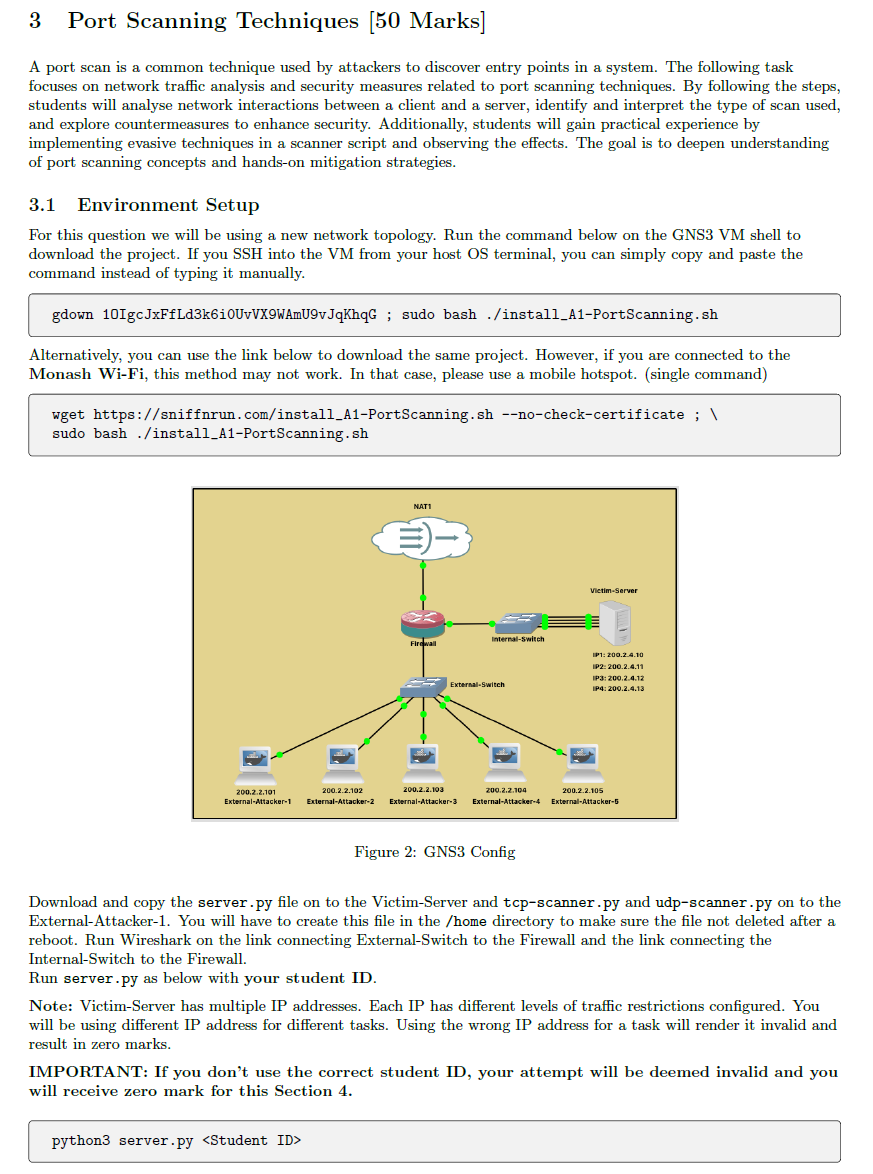 3 Port Scanning Techniques [50 Marks]
A port scan is a common technique used by attackers to discover entry points in a system. The following task
focuses on network traffic analysis and security measures related to port scanning techniques. By following the steps,
students will analyse network interactions between a client and a server, identify and interpret the type of scan used,
and explore countermeasures to enhance security. Additionally, students will gain practical experience by
implementing evasive techniques in a scanner script and observing the effects. The goal is to deepen understanding
of port scanning concepts and hands-on mitigation strategies.
3.1 Environment Setup
For this question we will be using a new network topology. Run the command below on the GNS3 VM shell to
download the project. If you SSH into the VM from your host OS terminal, you can simply copy and paste the
command instead of typing it manually.
gdown 1OIgcJxFfLd3k6i0UvVX9WAmU9vJqKhqG ; sudo bash ./install_A1-PortScanning.sh
Alternatively, you can use the link below to download the same project. However, if you are connected to the
Monash Wi-Fi, this method may not work. In that case, please use a mobile hotspot. (single command)
wget https://sniffnrun.com/install_A1-PortScanning.sh --no-check-certificate ; \
sudo bash ./install_A1-PortScanning.sh
NAT1
Victim-Server
Firewall
Internal-Switch
IP1: 200.2.4.10
IP2: 200.2.4.11
IP3: 200.2.4.12
IP4: 200.2.4.13
External-Switch
200.2.2.101 200.2.2.102 200.2.2.103 200.2.2.104 200.2.2.105
External-Attacker-1 External-Attacker-2 External-Attacker-3 External-Attacker-4 External-Attacker-5
Figure 2: GNS3 Config
Download and copy the server.py file on to the Victim-Server and tcp-scanner.py and udp-scanner.py on to the
External-Attacker-1. You will have to create this file in the /home directory to make sure the file not deleted after a
reboot. Run Wireshark on the link connecting External-Switch to the Firewall and the link connecting the
Internal-Switch to the Firewall.
Run server.py as below with your student ID.
Note: Victim-Server has multiple IP addresses. Each IP has different levels of traffic restrictions configured. You
will be using different IP address for different tasks. Using the wrong IP address for a task will render it invalid and
result in zero marks.
IMPORTANT: If you don't use the correct student ID, your attempt will be deemed invalid and you
will receive zero mark for this Section 4.
python3 server.py <Student ID>